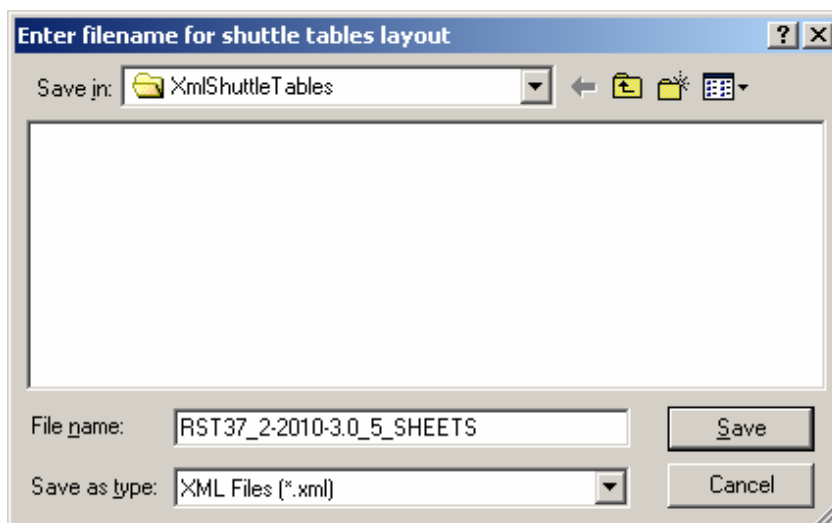 Enter filename for shuttle tables layout
Save in: XmlShuttleTables
File name: RST37_2-2010-3.0_5_SHEETS Save
Save as type: XML Files (*.xml) Cancel